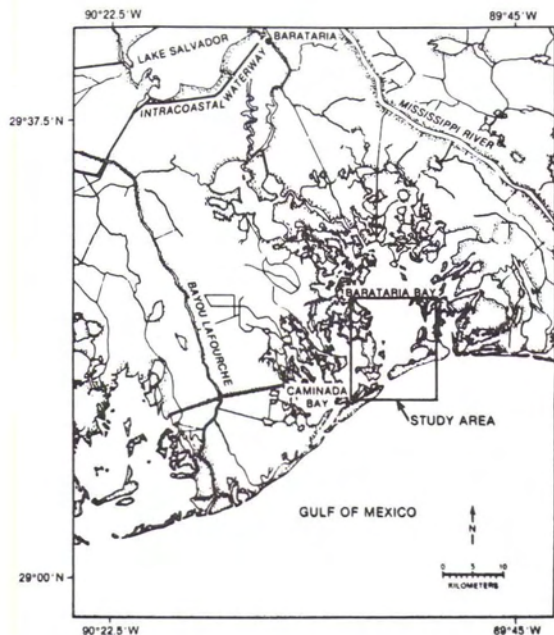 90°22.5'W
89°45'W
LAKE SALVADOR
BARATARIA
INTRACOASTAL WATERWAY
MISSISSIPPI RIVER
29°37.5'N
BAYOU LAFOURCHE
BARATARIA BAY
CAMINADA
BAY
STUDY AREA
GULF OF MEXICO
N
0 5 10
KILOMETERS
29°00'N
90°22.5'W
89°45'W